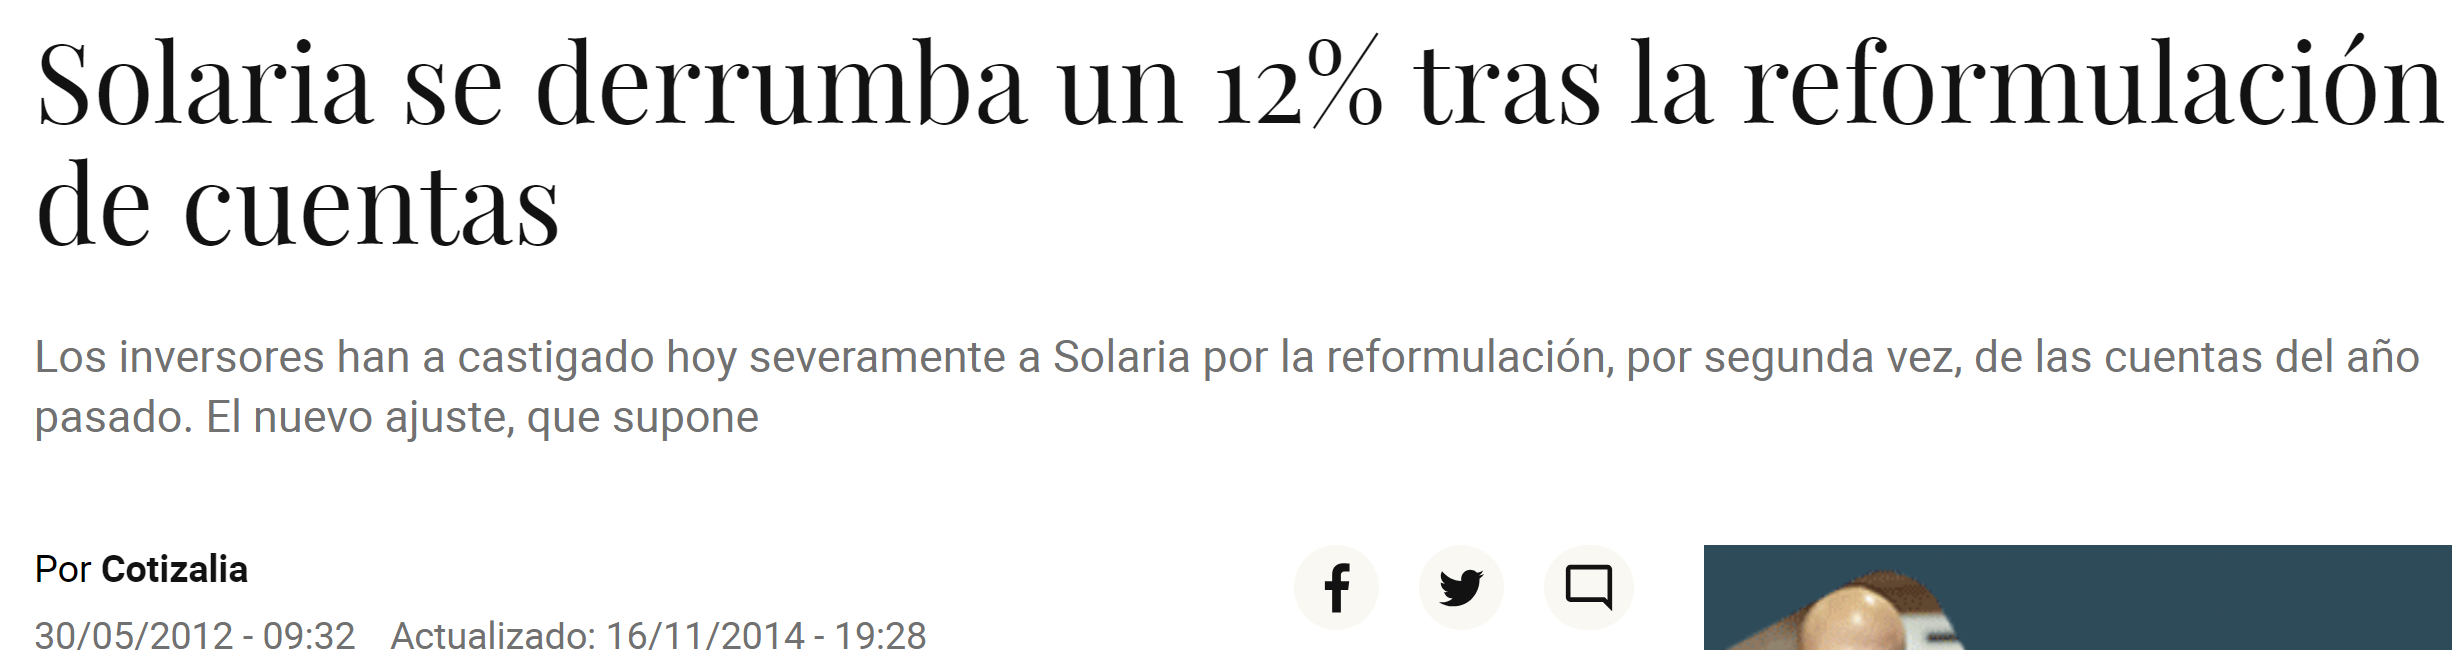 Solaria se derrumba un 12% tras la reformulación
de cuentas
Los inversores han a castigado hoy severamente a Solaria por la reformulación, por segunda vez, de las cuentas del año
pasado. El nuevo ajuste, que supone
Por Cotizalia
30/05/2012 - 09:32 Actualizado: 16/11/2014 - 19:28